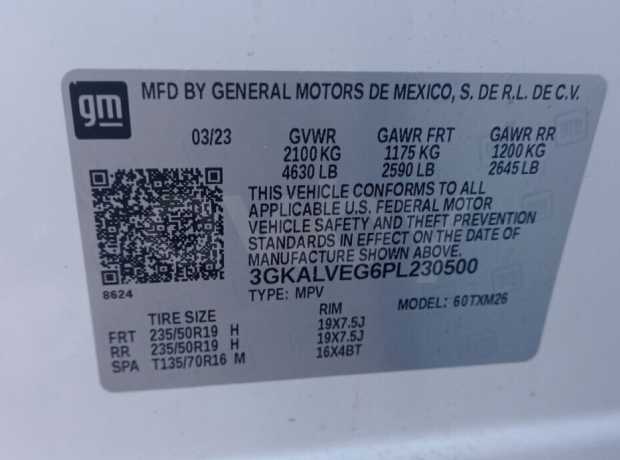 gm
MFD BY GENERAL MOTORS DE MEXICO, S. DE R.L. DE C.V.
03/23 GVWR GAWR FRT GAWR RR
2100 KG 1175 KG 1200 KG
4630 LB 2590 LB 2645 LB
THIS VEHICLE CONFORMS TO ALL
APPLICABLE U.S. FEDERAL MOTOR
VEHICLE SAFETY AND THEFT PREVENTION
STANDARDS IN EFFECT ON THE DATE OF
MANUFACTURE SHOWN ABOVE.
3GKALVEG6PL230500
8624
TYPE: MPV MODEL: 60TXM26
TIRE SIZE RIM
FRT 235/50R19 H 19X7.5J
RR 235/50R19 H 19X7.5J
SPA T135/70R16 M 16X4BT